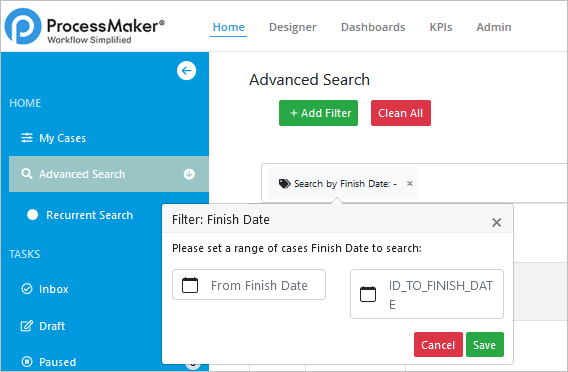 ProcessMaker®
Workflow Simplified
Home Designer Dashboards KPIs Admin
Advanced Search
+ Add Filter Clean All
HOME
My Cases
Advanced Search
Search by Finish Date: - ×
Recurrent Search
Filter: Finish Date ×
Please set a range of cases Finish Date to search:
From Finish Date
ID_TO_FINISH_DAT
E
Cancel Save
TASKS
Inbox
Draft
Paused